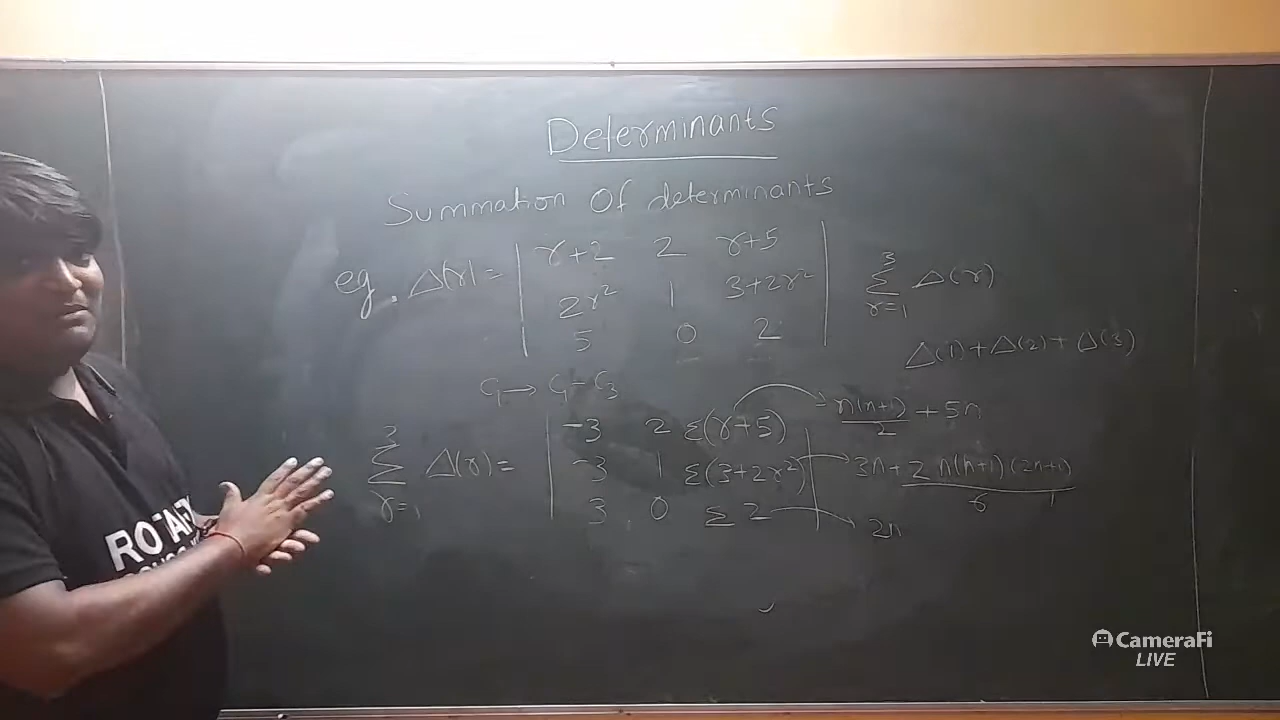 Determinants
Summation Of determinants
eg. Δ(r) = | r+2 2 r+5 |
| 2r² 1 3+2r² |
| 5 0 2 |
3
Σ Δ(r)
r=1
Δ(1)+Δ(2)+Δ(3)
C₁→ C₁-C₃
3
Σ Δ(r) =
r=1
| -3 2 Σ(r+5) |
| -3 1 Σ(3+2r²) |
| 3 0 Σ 2 |
= n(n+1)/2 + 5n
3n + 2 n(n+1)(2n+1)/6
2n
ROTA
CameraFi
LIVE